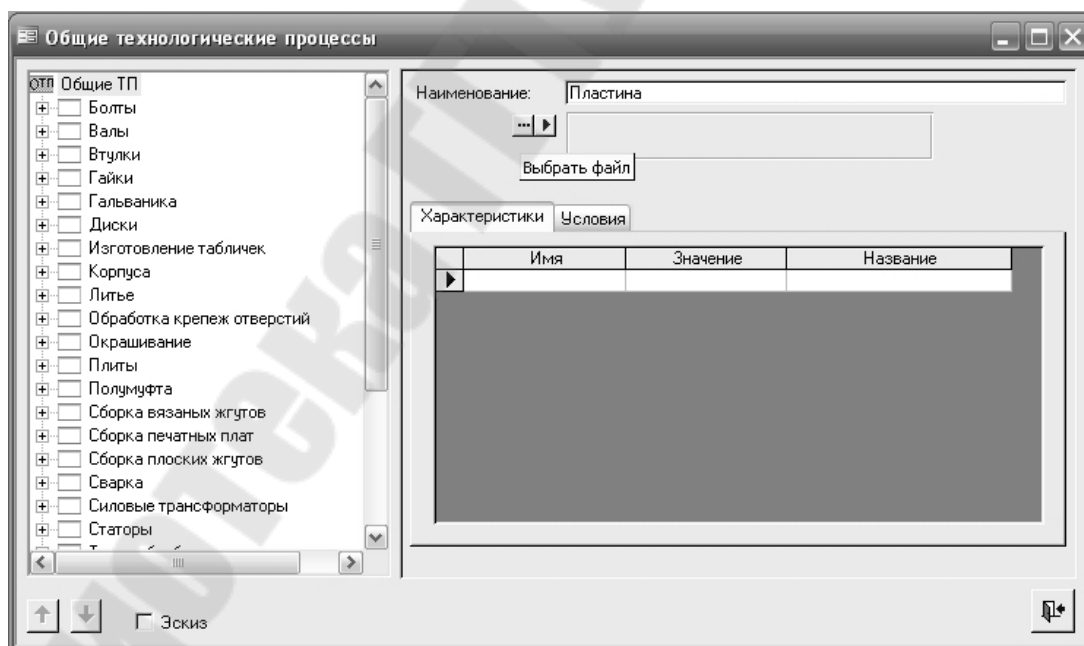 Общие технологические процессы
ОТП Общие ТП
Болты
Валы
Втулки
Гайки
Гальваника
Диски
Изготовление табличек
Корпуса
Литье
Обработка крепеж отверстий
Окрашивание
Плиты
Полумуфта
Сборка вязаных жгутов
Сборка печатных плат
Сборка плоских жгутов
Сварка
Силовые трансформаторы
Статоры
Эскиз
Наименование: Пластина
...
Выбрать файл
Характеристики Условия
Имя Значение Название